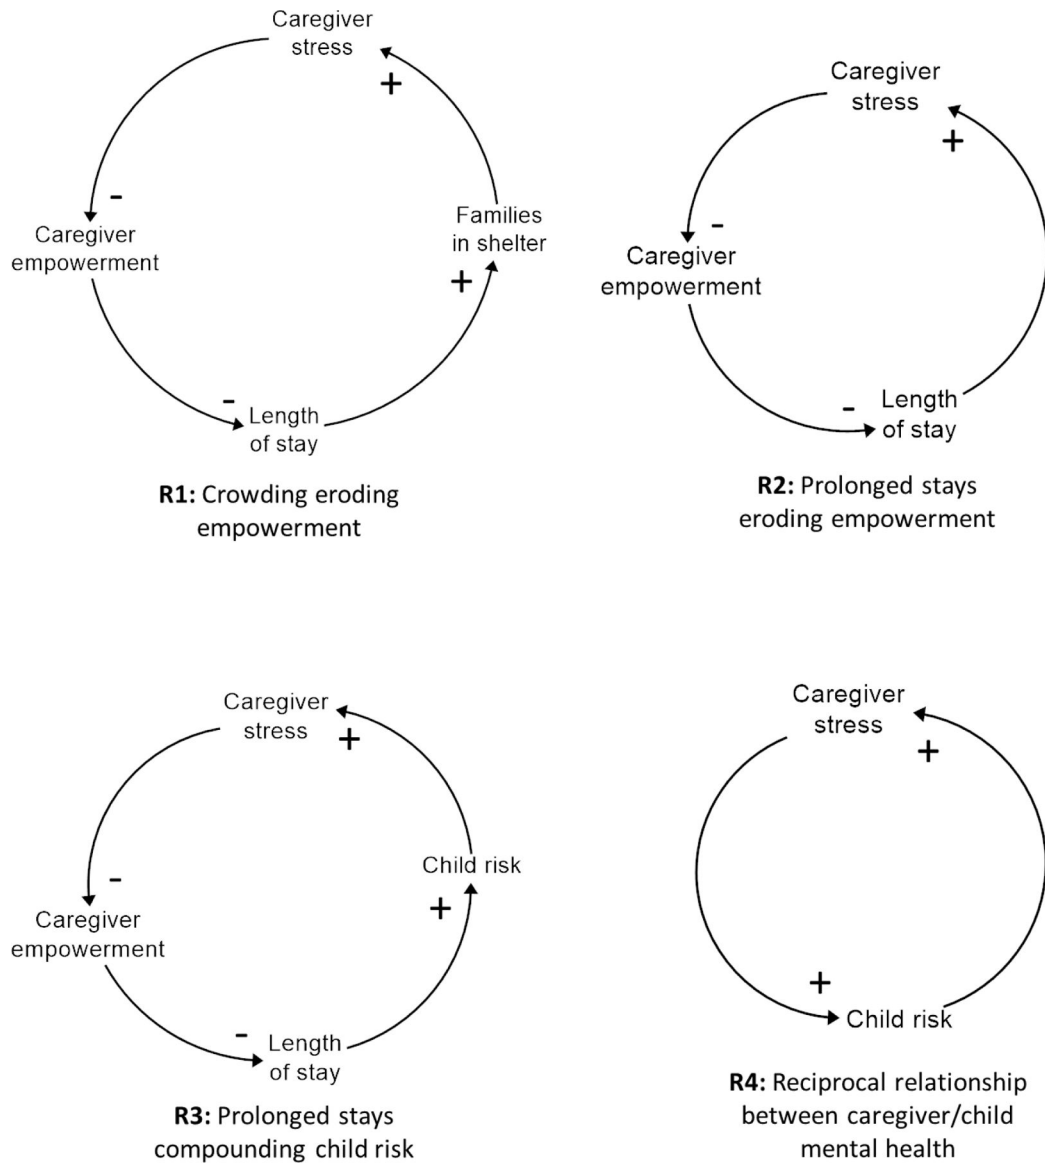 Caregiver
stress
+
-
Caregiver
empowerment
Families
in shelter
+
-
Length
of stay
R1: Crowding eroding
empowerment
Caregiver
stress
+
-
Caregiver
empowerment
-
Length
of stay
R2: Prolonged stays
eroding empowerment
Caregiver
stress
+
-
Child risk
+
Caregiver
empowerment
-
Length
of stay
R3: Prolonged stays
compounding child risk
Caregiver
stress
+
+
Child risk
R4: Reciprocal relationship
between caregiver/child
mental health